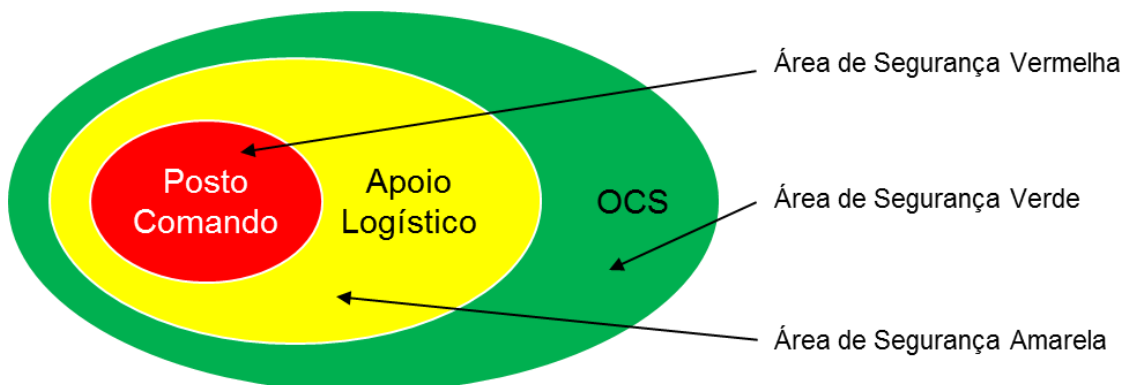 Área de Segurança Vermelha
Posto
Comando
Apoio
Logístico
OCS
Área de Segurança Verde
Área de Segurança Amarela